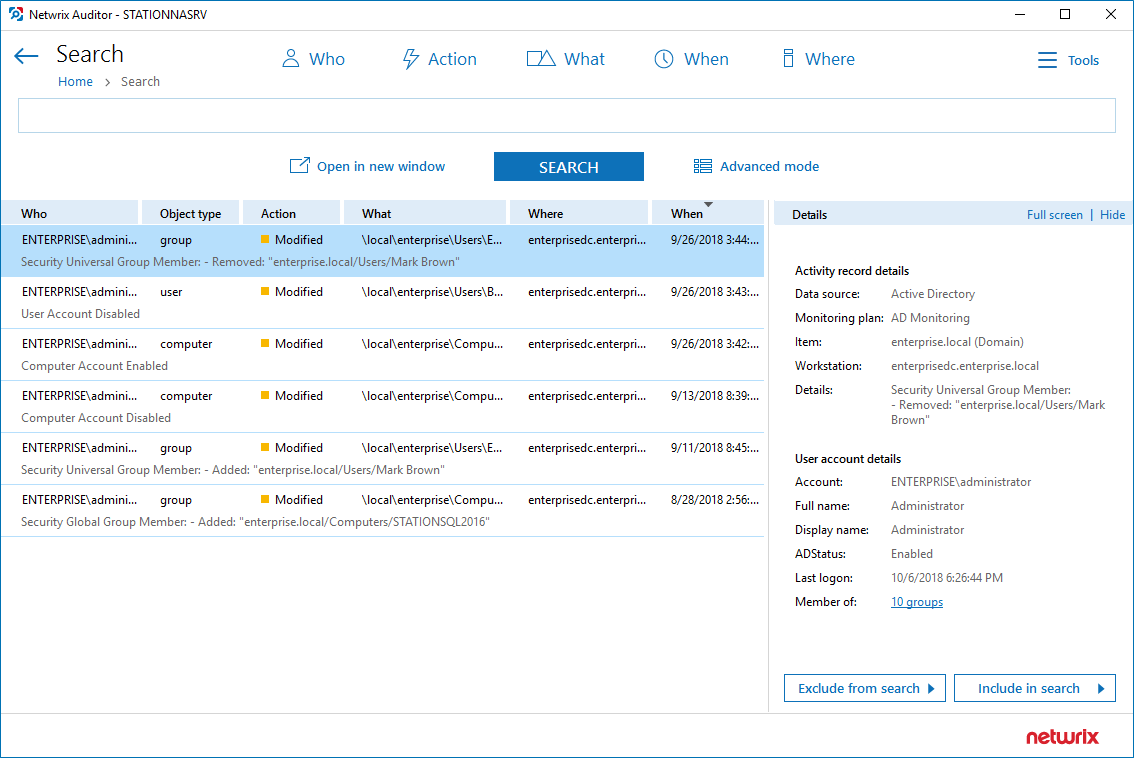 Netwrix Auditor - STATIONNASRV
Search
Home > Search
Who
Action
What
When
Where
Tools
Open in new window
SEARCH
Advanced mode
Who Object type Action What Where When
ENTERPRISE\admini... group Modified \local\enterprise\Users\E... enterprisedc.enterpri... 9/26/2018 3:44:...
Security Universal Group Member: - Removed: "enterprise.local/Users/Mark Brown"
ENTERPRISE\admini... user Modified \local\enterprise\Users\B... enterprisedc.enterpri... 9/26/2018 3:43:...
User Account Disabled
ENTERPRISE\admini... computer Modified \local\enterprise\Compu... enterprisedc.enterpri... 9/26/2018 3:42:...
Computer Account Enabled
ENTERPRISE\admini... computer Modified \local\enterprise\Compu... enterprisedc.enterpri... 9/13/2018 8:39:...
Computer Account Disabled
ENTERPRISE\admini... group Modified \local\enterprise\Users\E... enterprisedc.enterpri... 9/11/2018 8:45:...
Security Universal Group Member: - Added: "enterprise.local/Users/Mark Brown"
ENTERPRISE\admini... group Modified \local\enterprise\Compu... enterprisedc.enterpri... 8/28/2018 2:56:...
Security Global Group Member: - Added: "enterprise.local/Computers/STATIONSQL2016"
Details Full screen | Hide
Activity record details
Data source: Active Directory
Monitoring plan: AD Monitoring
Item: enterprise.local (Domain)
Workstation: enterprisedc.enterprise.local
Details: Security Universal Group Member:
- Removed: "enterprise.local/Users/Mark
Brown"
User account details
Account: ENTERPRISE\administrator
Full name: Administrator
Display name: Administrator
ADStatus: Enabled
Last logon: 10/6/2018 6:26:44 PM
Member of: 10 groups
Exclude from search
Include in search
netwrix